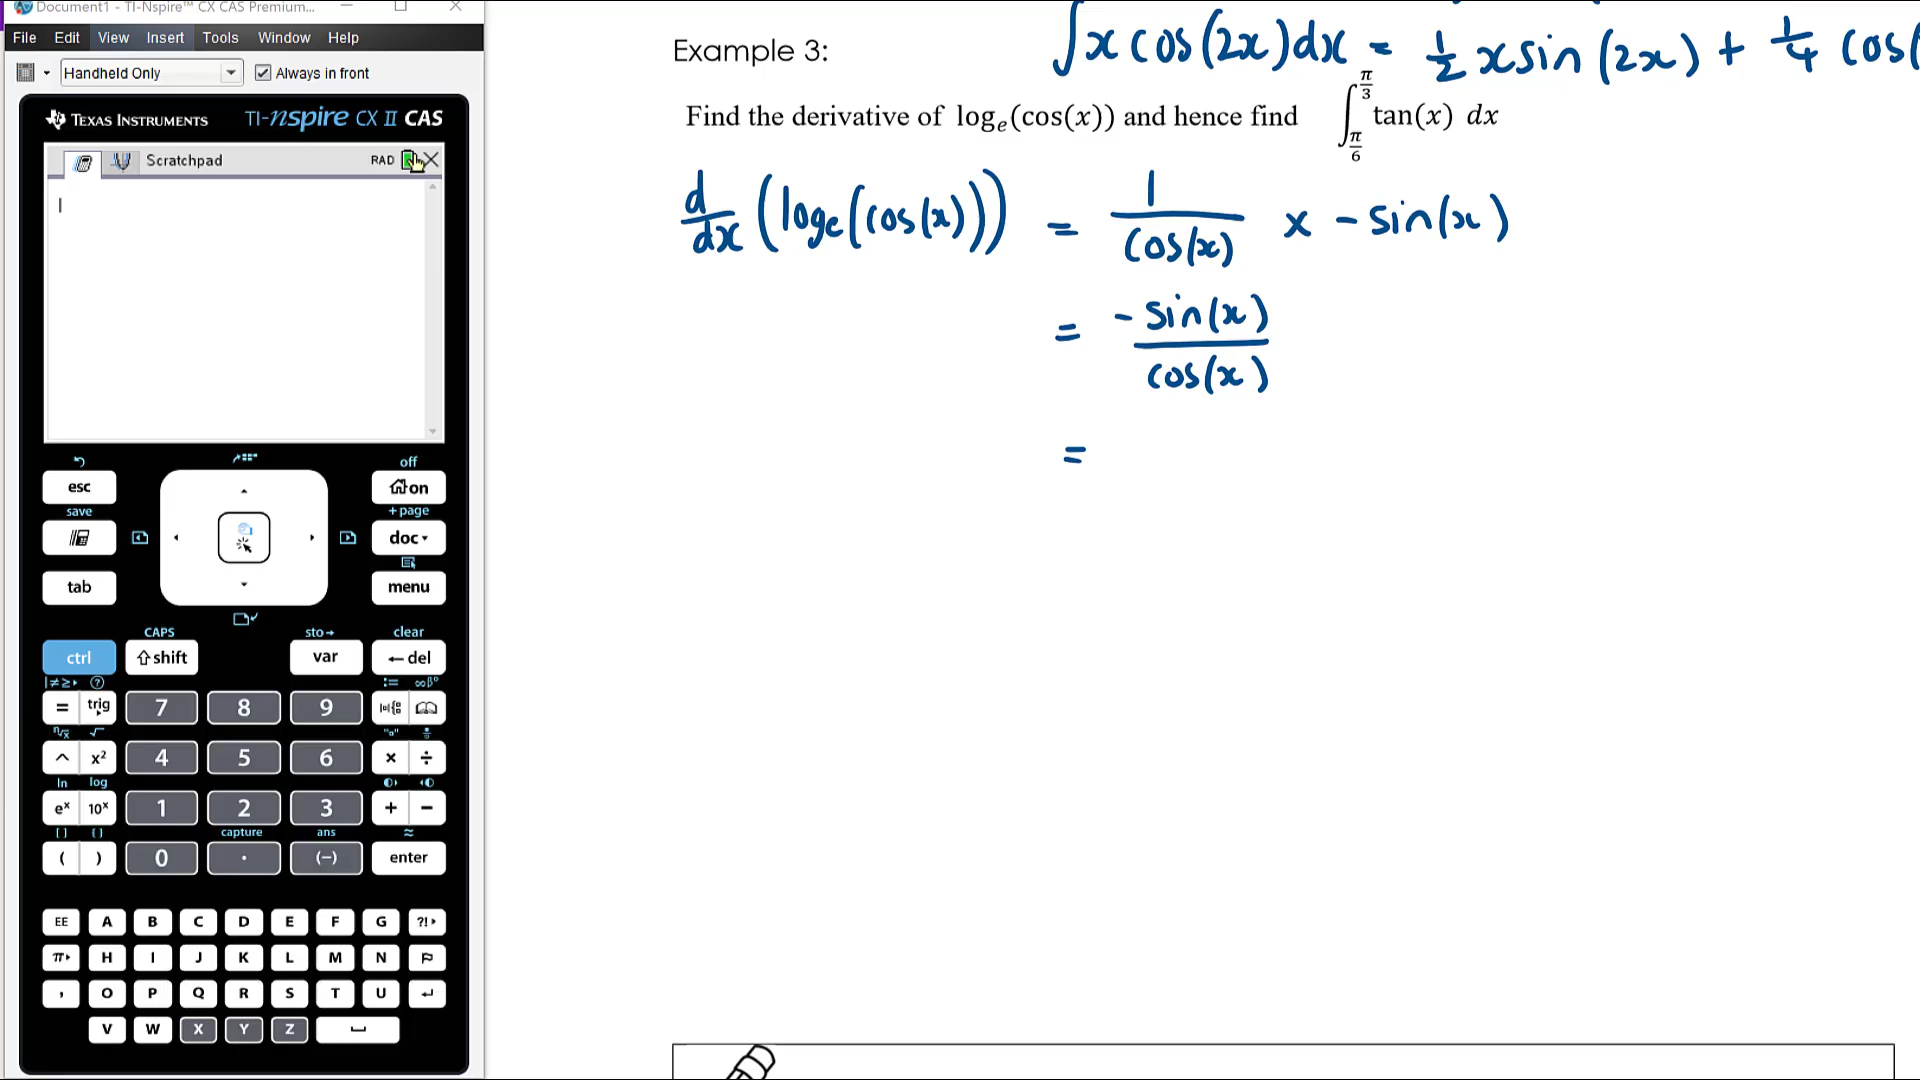 Document1 - TI-Nspire™ CX CAS Premium...
File Edit View Insert Tools Window Help
Handheld Only Always in front
TEXAS INSTRUMENTS TI-nspire CX II CAS
Scratchpad RAD
off
esc on
save + page
doc
tab menu
CAPS sto→ clear
ctrl ⇧shift var ←del
|≠≥▸ ? := ∞β°
= trig 7 8 9
ⁿ√x √ "▫" 
^ x² 4 5 6 × ÷
ln log
eˣ 10ˣ 1 2 3 + −
[ ] { } capture ans ≈
( ) 0 . (−) enter
EE A B C D E F G ?!▸
π▸ H I J K L M N
, O P Q R S T U ↵
V W X Y Z
∫x cos(2x)dx = 1/2 x sin(2x) + 1/4 cos(
Example 3:
Find the derivative of logₑ(cos(x)) and hence find ∫_{π/6}^{π/3} tan(x) dx
d/dx (logₑ(cos(x))) = 1/cos(x) × -sin(x)
= -sin(x)/cos(x)
=